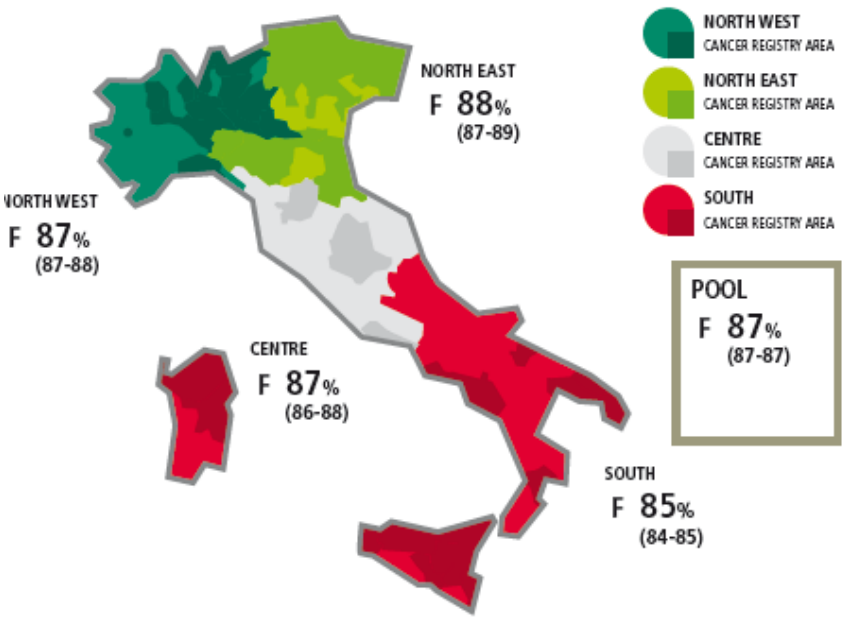 NORTH WEST
CANCER REGISTRY AREA
NORTH EAST
CANCER REGISTRY AREA
CENTRE
CANCER REGISTRY AREA
SOUTH
CANCER REGISTRY AREA
NORTH EAST
F 88%
(87-89)
NORTH WEST
F 87%
(87-88)
POOL
F 87%
(87-87)
CENTRE
F 87%
(86-88)
SOUTH
F 85%
(84-85)